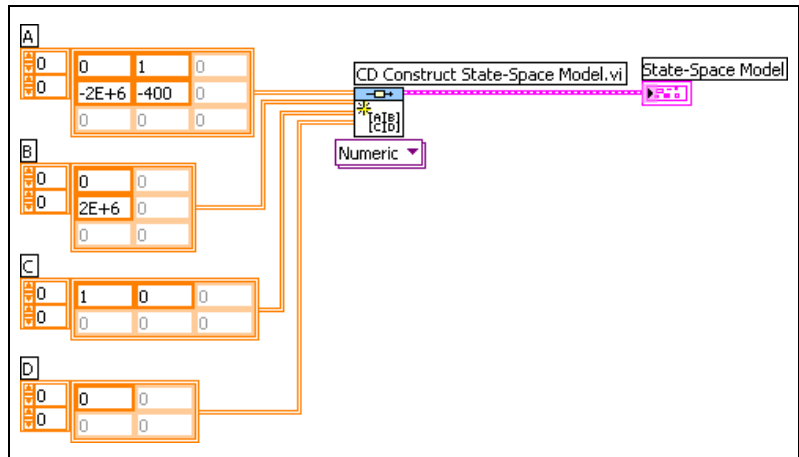 A
0 0 1 0
0 -2E+6 -400 0
0 0 0
CD Construct State-Space Model.vi
State-Space Model
[A|B]
[C|D]
Numeric
B
0 0 0
0 2E+6 0
0 0
C
0 1 0 0
0 0 0 0
D
0 0 0
0 0 0